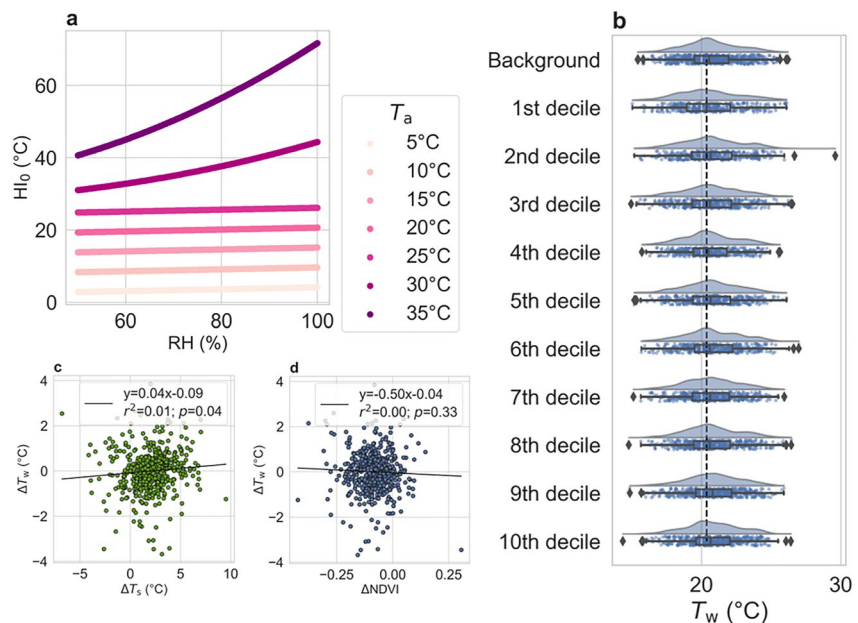 a
HI0 (°C)
60
40
20
0
60
80
100
RH (%)
Ta
5°C
10°C
15°C
20°C
25°C
30°C
35°C
b
Background
1st decile
2nd decile
3rd decile
4th decile
5th decile
6th decile
7th decile
8th decile
9th decile
10th decile
20
30
Tw (°C)
c
y=0.04x-0.09
r2=0.01; p=0.04
ΔTw (°C)
4
2
0
−2
−4
−5
0
5
10
ΔTs (°C)
d
y=-0.50x-0.04
r2=0.00; p=0.33
ΔTw (°C)
4
2
0
−2
−4
−0.25
0.00
0.25
ΔNDVI